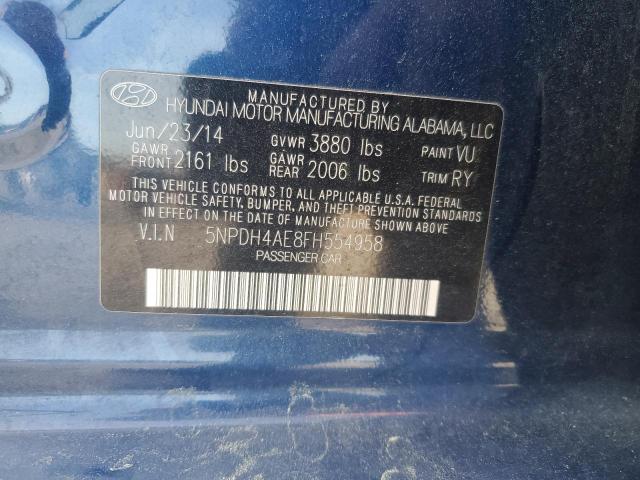 MANUFACTURED BY
HYUNDAI MOTOR MANUFACTURING ALABAMA, LLC
Jun/23/14 GVWR 3880 lbs PAINT VU
GAWR FRONT 2161 lbs GAWR REAR 2006 lbs TRIM RY
THIS VEHICLE CONFORMS TO ALL APPLICABLE U.S.A. FEDERAL
MOTOR VEHICLE SAFETY, BUMPER, AND THEFT PREVENTION
STANDARDS IN EFFECT ON THE DATE OF MANUFACTURE SHOWN ABOVE.
V.I.N 5NPDH4AE8FH554958
PASSENGER CAR